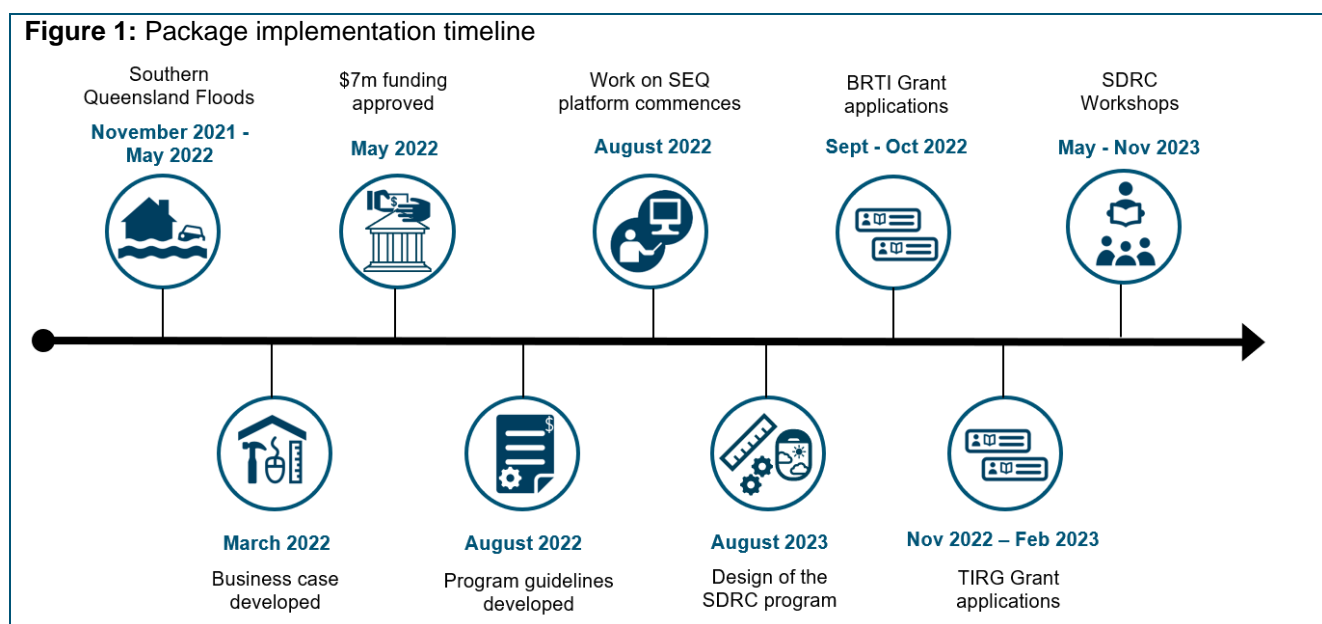 Figure 1: Package implementation timeline
Southern
Queensland Floods
November 2021 -
May 2022
$7m funding
approved
May 2022
Work on SEQ
platform commences
August 2022
BRTI Grant
applications
Sept - Oct 2022
SDRC
Workshops
May - Nov 2023
$
$
March 2022
Business case
developed
August 2022
Program guidelines
developed
August 2023
Design of the
SDRC program
Nov 2022 – Feb 2023
TIRG Grant
applications